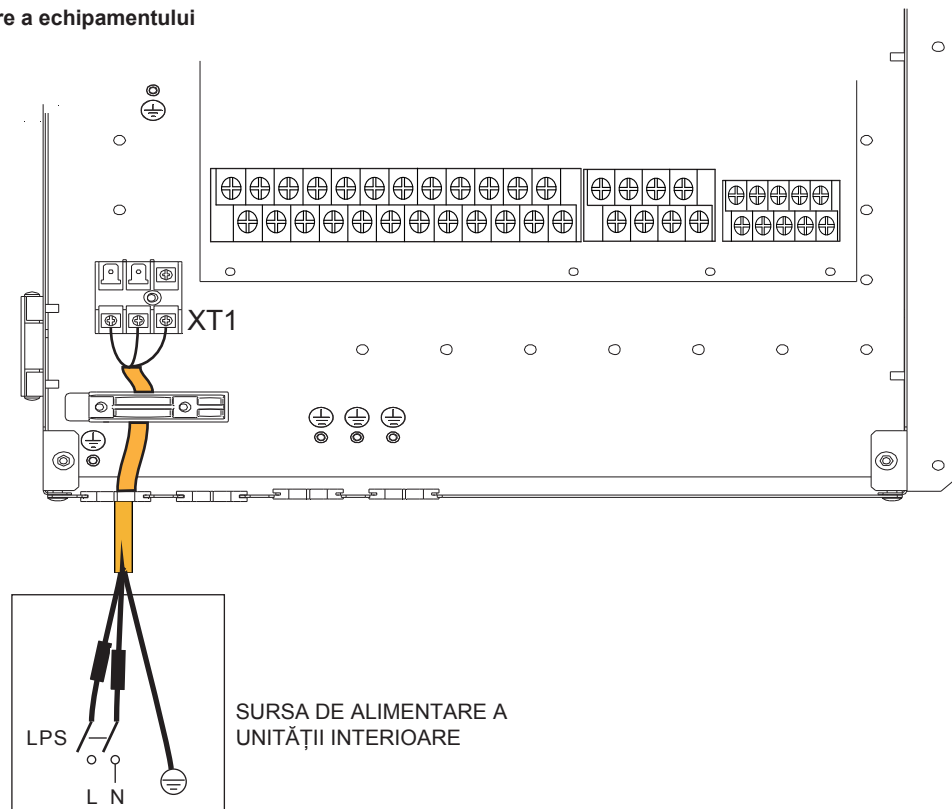 re a echipamentului
XT1
SURSA DE ALIMENTARE A
UNITĂȚII INTERIOARE
LPS
L N